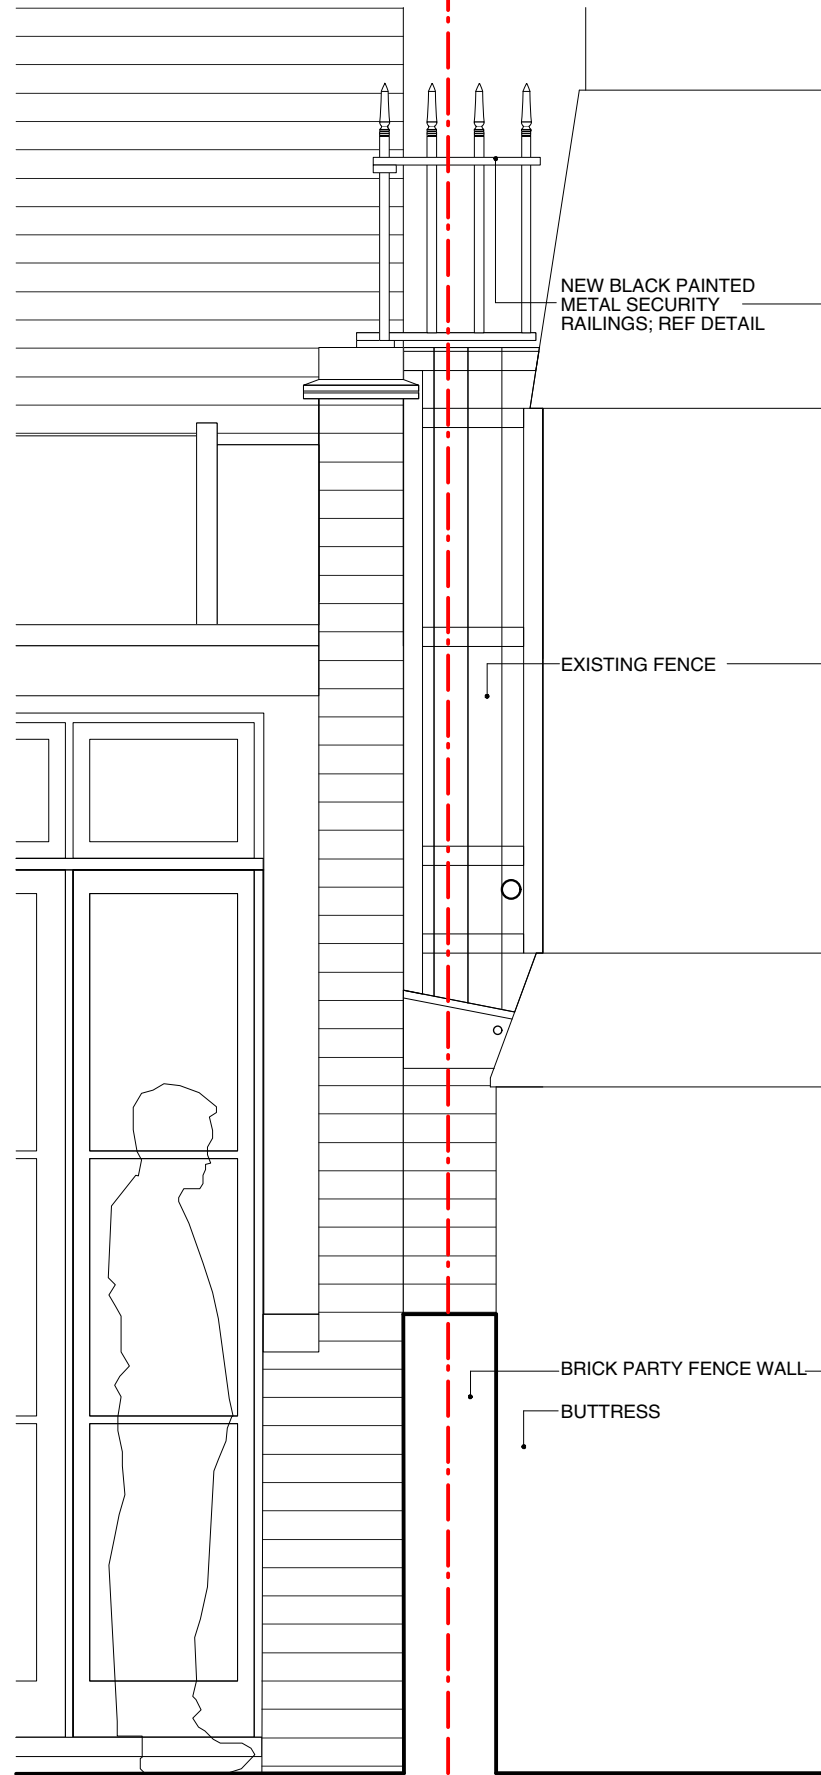 NEW BLACK PAINTED
METAL SECURITY
RAILINGS; REF DETAIL
EXISTING FENCE
BRICK PARTY FENCE WALL
BUTTRESS